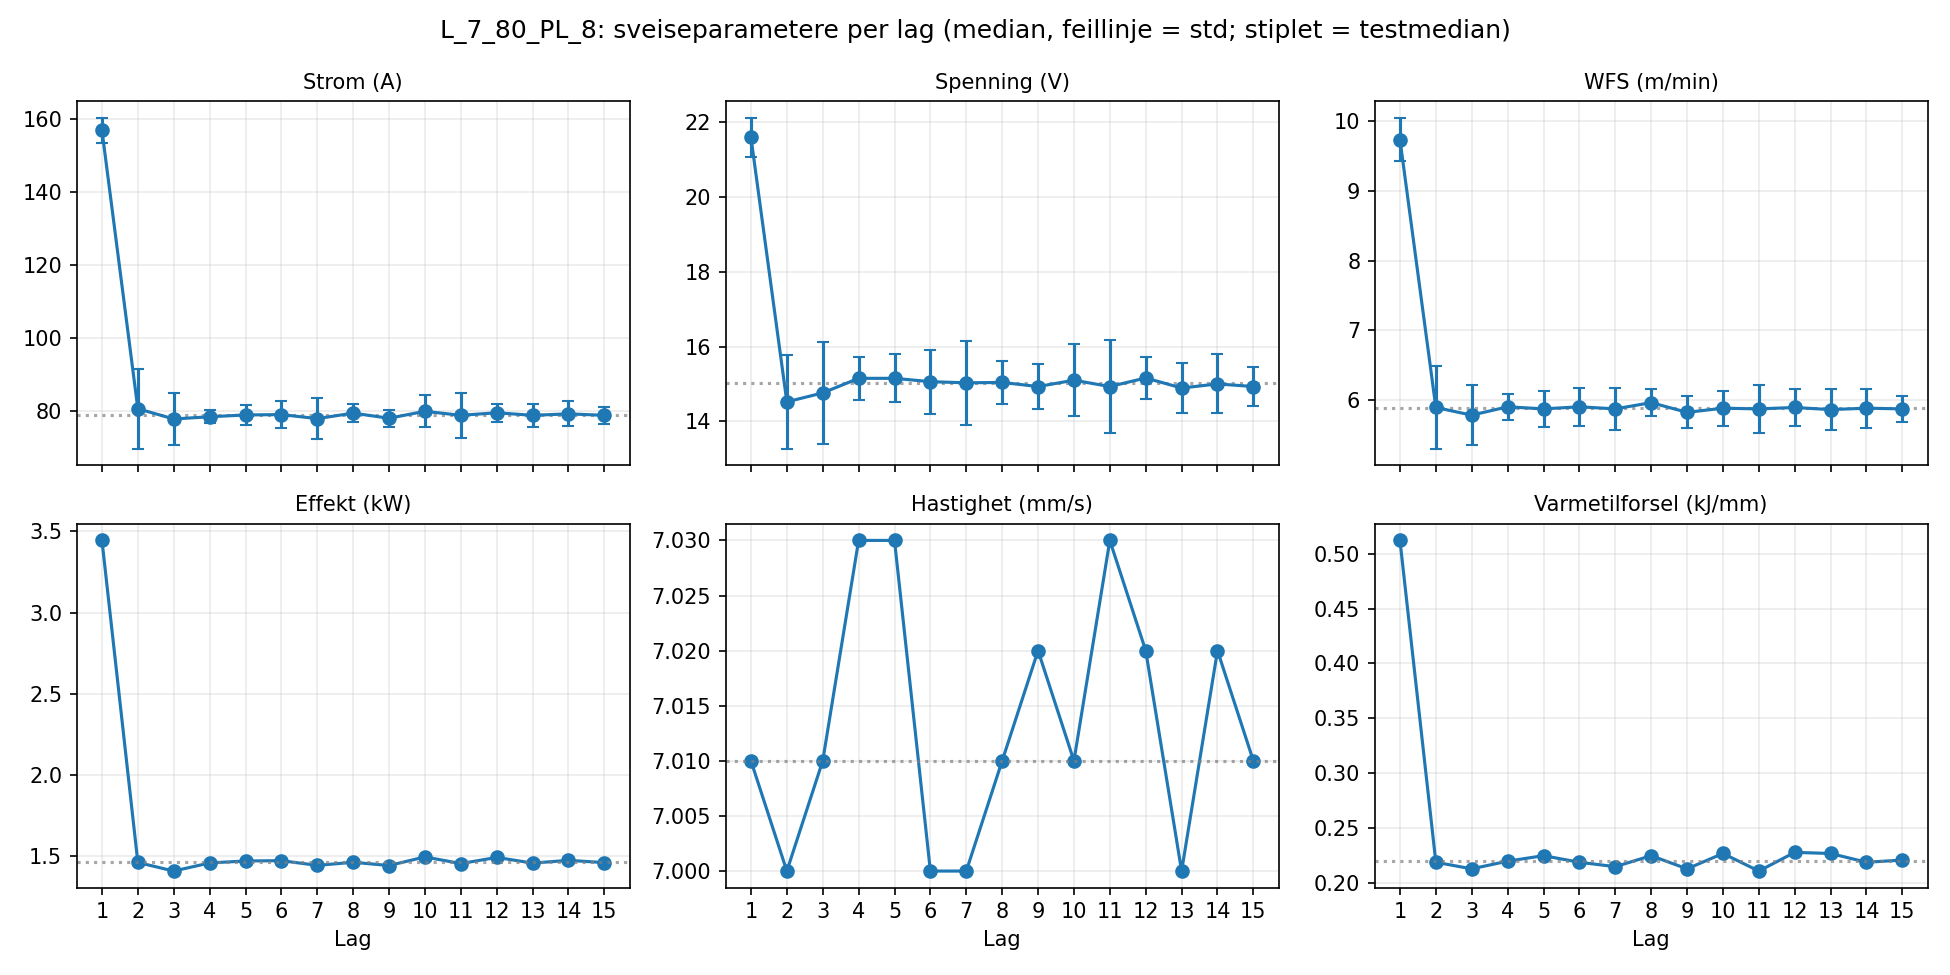 L_7_80_PL_8: sveiseparametere per lag (median, feillinje = std; stiplet = testmedian)
Strom (A)
160
140
120
100
80
Spenning (V)
22
20
18
16
14
WFS (m/min)
10
9
8
7
6
Effekt (kW)
3.5
3.0
2.5
2.0
1.5
1 2 3 4 5 6 7 8 9 10 11 12 13 14 15
Lag
Hastighet (mm/s)
7.030
7.025
7.020
7.015
7.010
7.005
7.000
1 2 3 4 5 6 7 8 9 10 11 12 13 14 15
Lag
Varmetilforsel (kJ/mm)
0.50
0.45
0.40
0.35
0.30
0.25
0.20
1 2 3 4 5 6 7 8 9 10 11 12 13 14 15
Lag